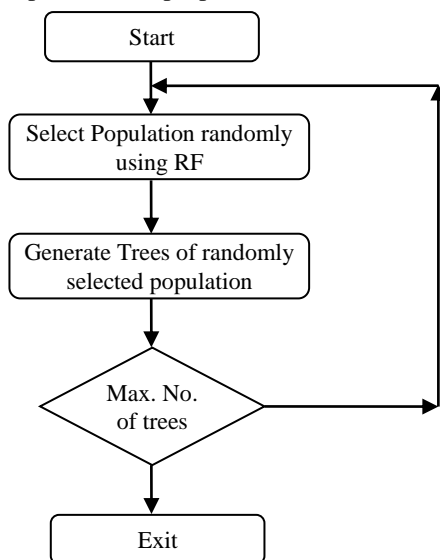 Start
Select Population randomly
using RF
Generate Trees of randomly
selected population
Max. No.
of trees
Exit